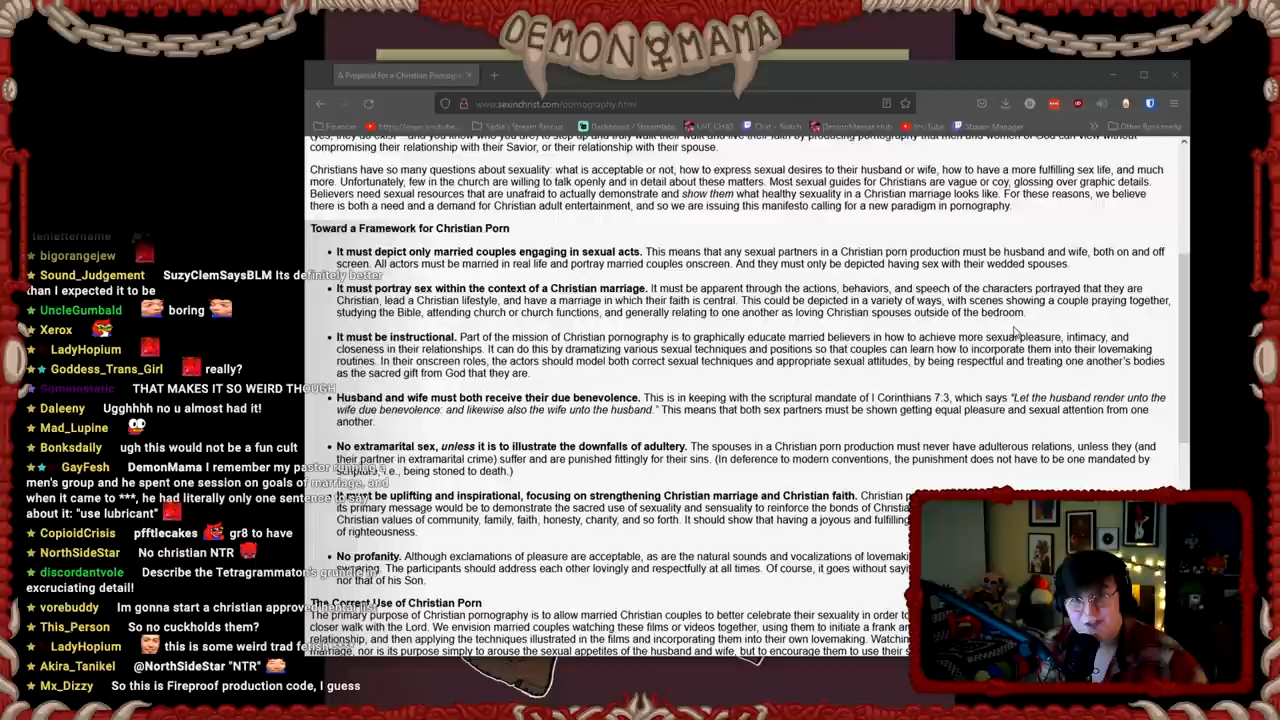 DEMON MAMA
A Proposal for a Christian Pornogr
www.sexinchrist.com/pornography.html
Finances
https://www.youtube.
Sadie's Stream Resour
Dashboard / Streamlabs
LIVE CHAT
Chat - Twitch
DemonMamas Hub
YouTube
Stream Manager
Other Bookmarks
compromising their relationship with their Savior, or their relationship with their spouse.
Christians have so many questions about sexuality: what is acceptable or not, how to express sexual desires to their husband or wife, how to have a more fulfilling sex life, and much
more. Unfortunately, few in the church are willing to talk openly and in detail about these matters. Most sexual guides for Christians are vague or coy, glossing over graphic details.
Believers need sexual resources that are unafraid to actually demonstrate and show them what healthy sexuality in a Christian marriage looks like. For these reasons, we believe
there is both a need and a demand for Christian adult entertainment, and so we are issuing this manifesto calling for a new paradigm in pornography.
Toward a Framework for Christian Porn
• It must depict only married couples engaging in sexual acts. This means that any sexual partners in a Christian porn production must be husband and wife, both on and off
screen. All actors must be married in real life and portray married couples onscreen. And they must only be depicted having sex with their wedded spouses.
• It must portray sex within the context of a Christian marriage. It must be apparent through the actions, behaviors, and speech of the characters portrayed that they are
Christian, lead a Christian lifestyle, and have a marriage in which their faith is central. This could be depicted in a variety of ways, with scenes showing a couple praying together,
studying the Bible, attending church or church functions, and generally relating to one another as loving Christian spouses outside of the bedroom.
• It must be instructional. Part of the mission of Christian pornography is to graphically educate married believers in how to achieve more sexual pleasure, intimacy, and
closeness in their relationships. It can do this by dramatizing various sexual techniques and positions so that couples can learn how to incorporate them into their lovemaking
routines. In their onscreen roles, the actors should model both correct sexual techniques and appropriate sexual attitudes, by being respectful and treating one another's bodies
as the sacred gift from God that they are.
• Husband and wife must both receive their due benevolence. This is in keeping with the scriptural mandate of I Corinthians 7:3, which says "Let the husband render unto the
wife due benevolence: and likewise also the wife unto the husband." This means that both sex partners must be shown getting equal pleasure and sexual attention from one
another.
• No extramarital sex, unless it is to illustrate the downfalls of adultery. The spouses in a Christian porn production must never have adulterous relations, unless they (and
their partner in extramarital crime) suffer and are punished fittingly for their sins. (In deference to modern conventions, the punishment does not have to be one mandated by
scripture, i.e., being stoned to death.)
It must be uplifting and inspirational, focusing on strengthening Christian marriage and Christian faith. Christian p
its primary message would be to demonstrate the sacred use of sexuality and sensuality to reinforce the bonds of Christia
Christian values of community, family, faith, honesty, charity, and so forth. It should show that having a joyous and fulfilling
of righteousness.
• No profanity. Although exclamations of pleasure are acceptable, as are the natural sounds and vocalizations of lovemaki
swearing. The participants should address each other lovingly and respectfully at all times. Of course, it goes without sayi
nor that of his Son.
The Correct Use of Christian Porn
The primary purpose of Christian pornography is to allow married Christian couples to better celebrate their sexuality in order to
closer walk with the Lord. We envision married couples watching these films or videos together, using them to initiate a frank an
relationship, and then applying the techniques illustrated in the films and incorporating them into their own lovemaking. Watchin
marriage, nor is its purpose simply to arouse the sexual appetites of the husband and wife, but to encourage them to use their s
tenlettername
bigorangejew
Sound_Judgement SuzyClemSaysBLM Its definitely better
than I expected it to be
UncleGumbald boring
Xerox
LadyHopium
Goddess_Trans_Girl really?
THAT MAKES IT SO WEIRD THOUGH
Daleeny Ugghhh no u almost had it!
Mad_Lupine
Bonksdaily ugh this would not be a fun cult
GayFesh DemonMama I remember my pastor running a
men's group and he spent one session on goals of marriage, and
when it came to ***, he had literally only one sentence to say
about it: "use lubricant"
CopioidCrisis pfftlecakes gr8 to have
NorthSideStar No christian NTR
discordantvole Describe the Tetragrammaton's grundle in
excruciating detail!
vorebuddy Im gonna start a christian approved hentai list
This_Person So no cuckholds them?
LadyHopium this is some weird trad fetish
Akira_Tanikel @NorthSideStar "NTR"
Mx_Dizzy So this is Fireproof production code, I guess